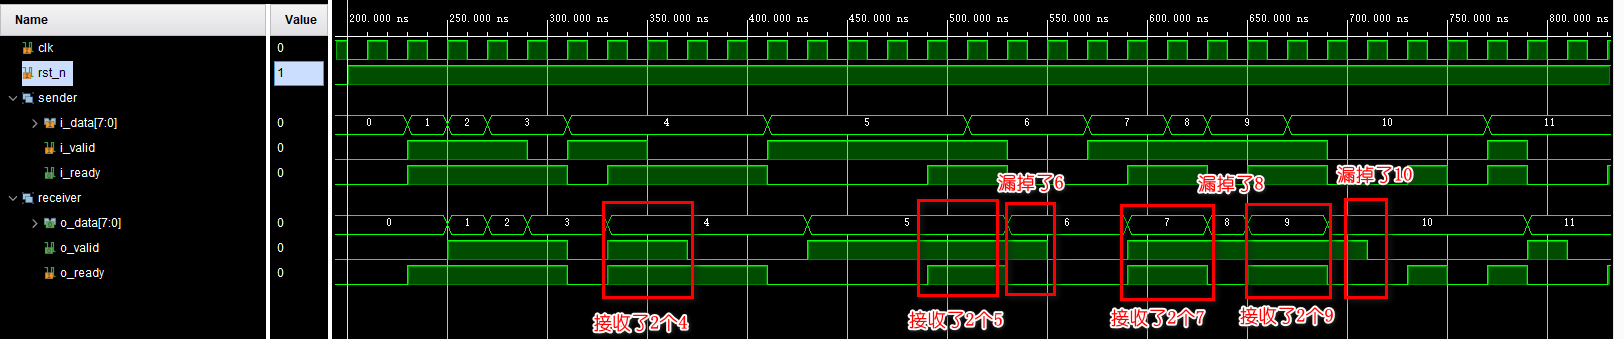 Name Value 200.000 ns 250.000 ns 300.000 ns 350.000 ns 400.000 ns 450.000 ns 500.000 ns 550.000 ns 600.000 ns 650.000 ns 700.000 ns 750.000 ns 800.000 ns
clk 0
rst_n 1
sender
i_data[7:0] 0 0 1 2 3 4 5 6 7 8 9 10 11
i_valid 0
i_ready 0
漏掉了6 漏掉了8 漏掉了10
receiver
o_data[7:0] 0 0 1 2 3 4 5 6 7 8 9 10 11
o_valid 0
o_ready 0
接收了2个4 接收了2个5 接收了2个7 接收了2个9